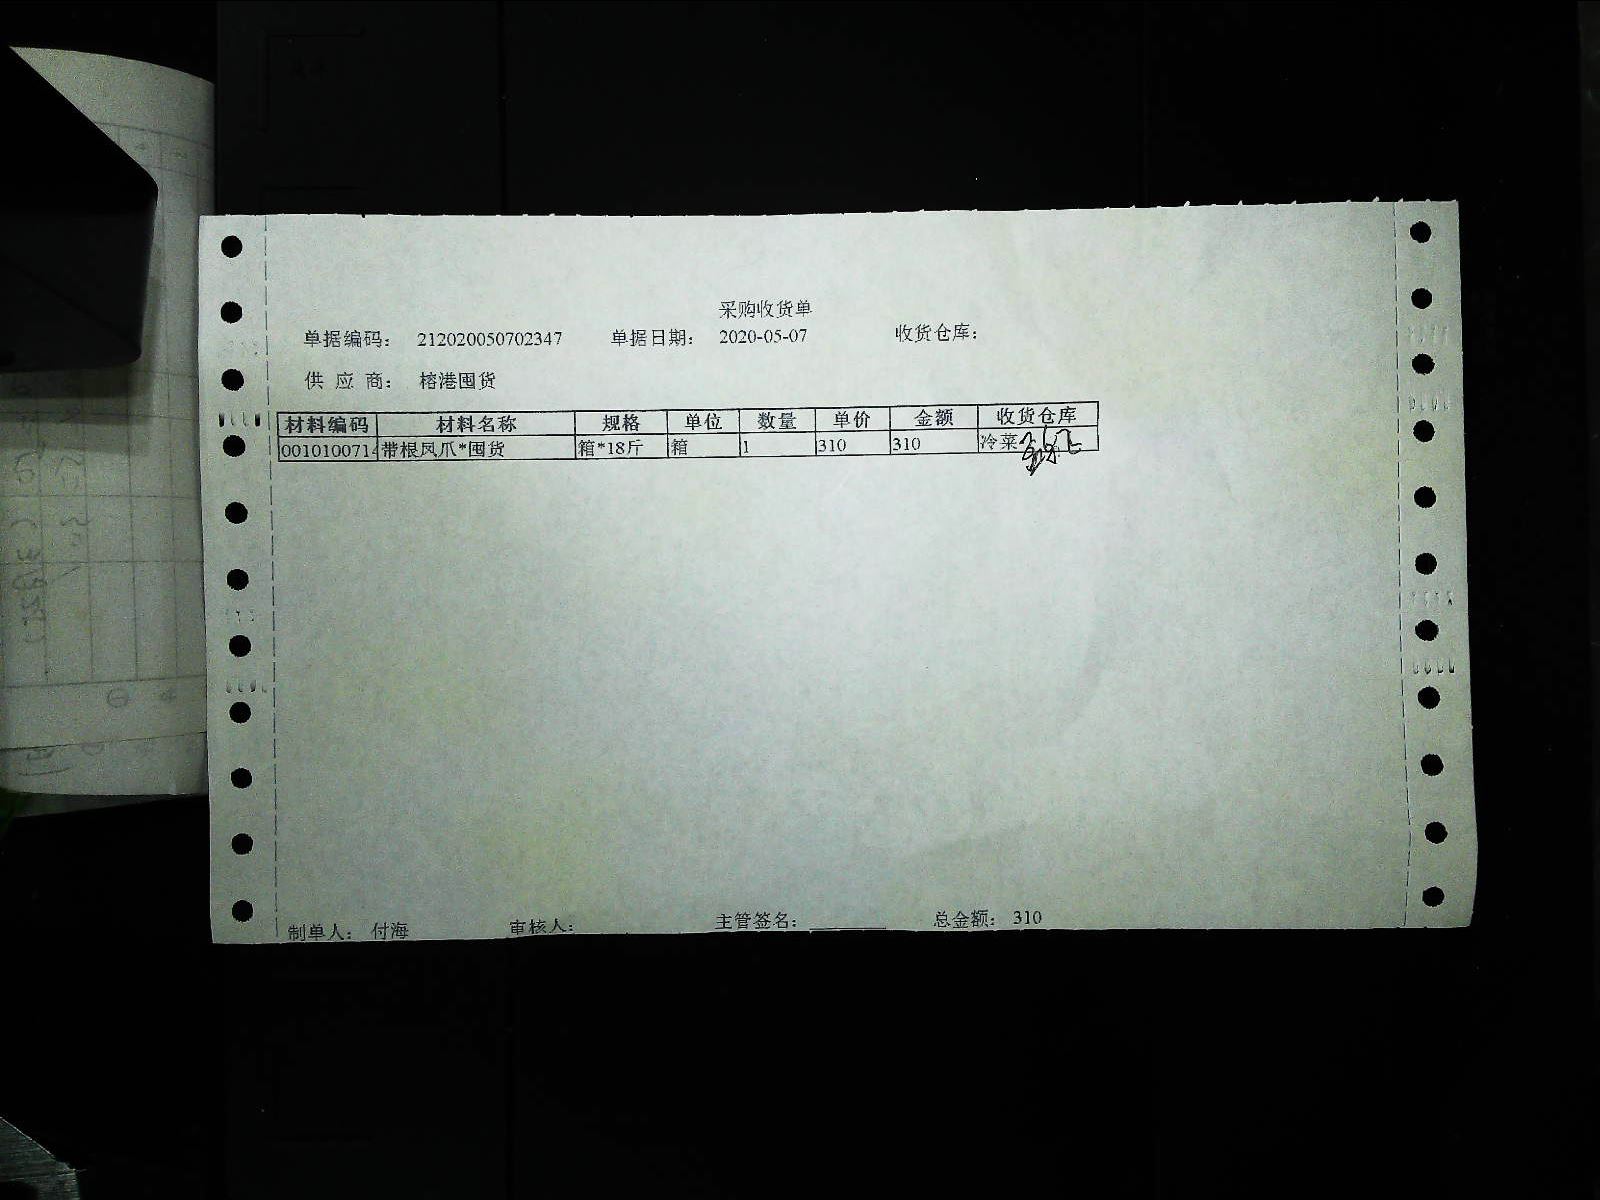 采购收货单
单据编码： 212020050702347 单据日期： 2020-05-07 收货仓库：
供 应 商： 榕港囤货
材料编码 材料名称 规格 单位 数量 单价 金额 收货仓库
0010100714 带根凤爪*囤货 箱*18斤 箱 1 310 310 冷菜
制单人： 付海 审核人： 主管签名： 总金额： 310